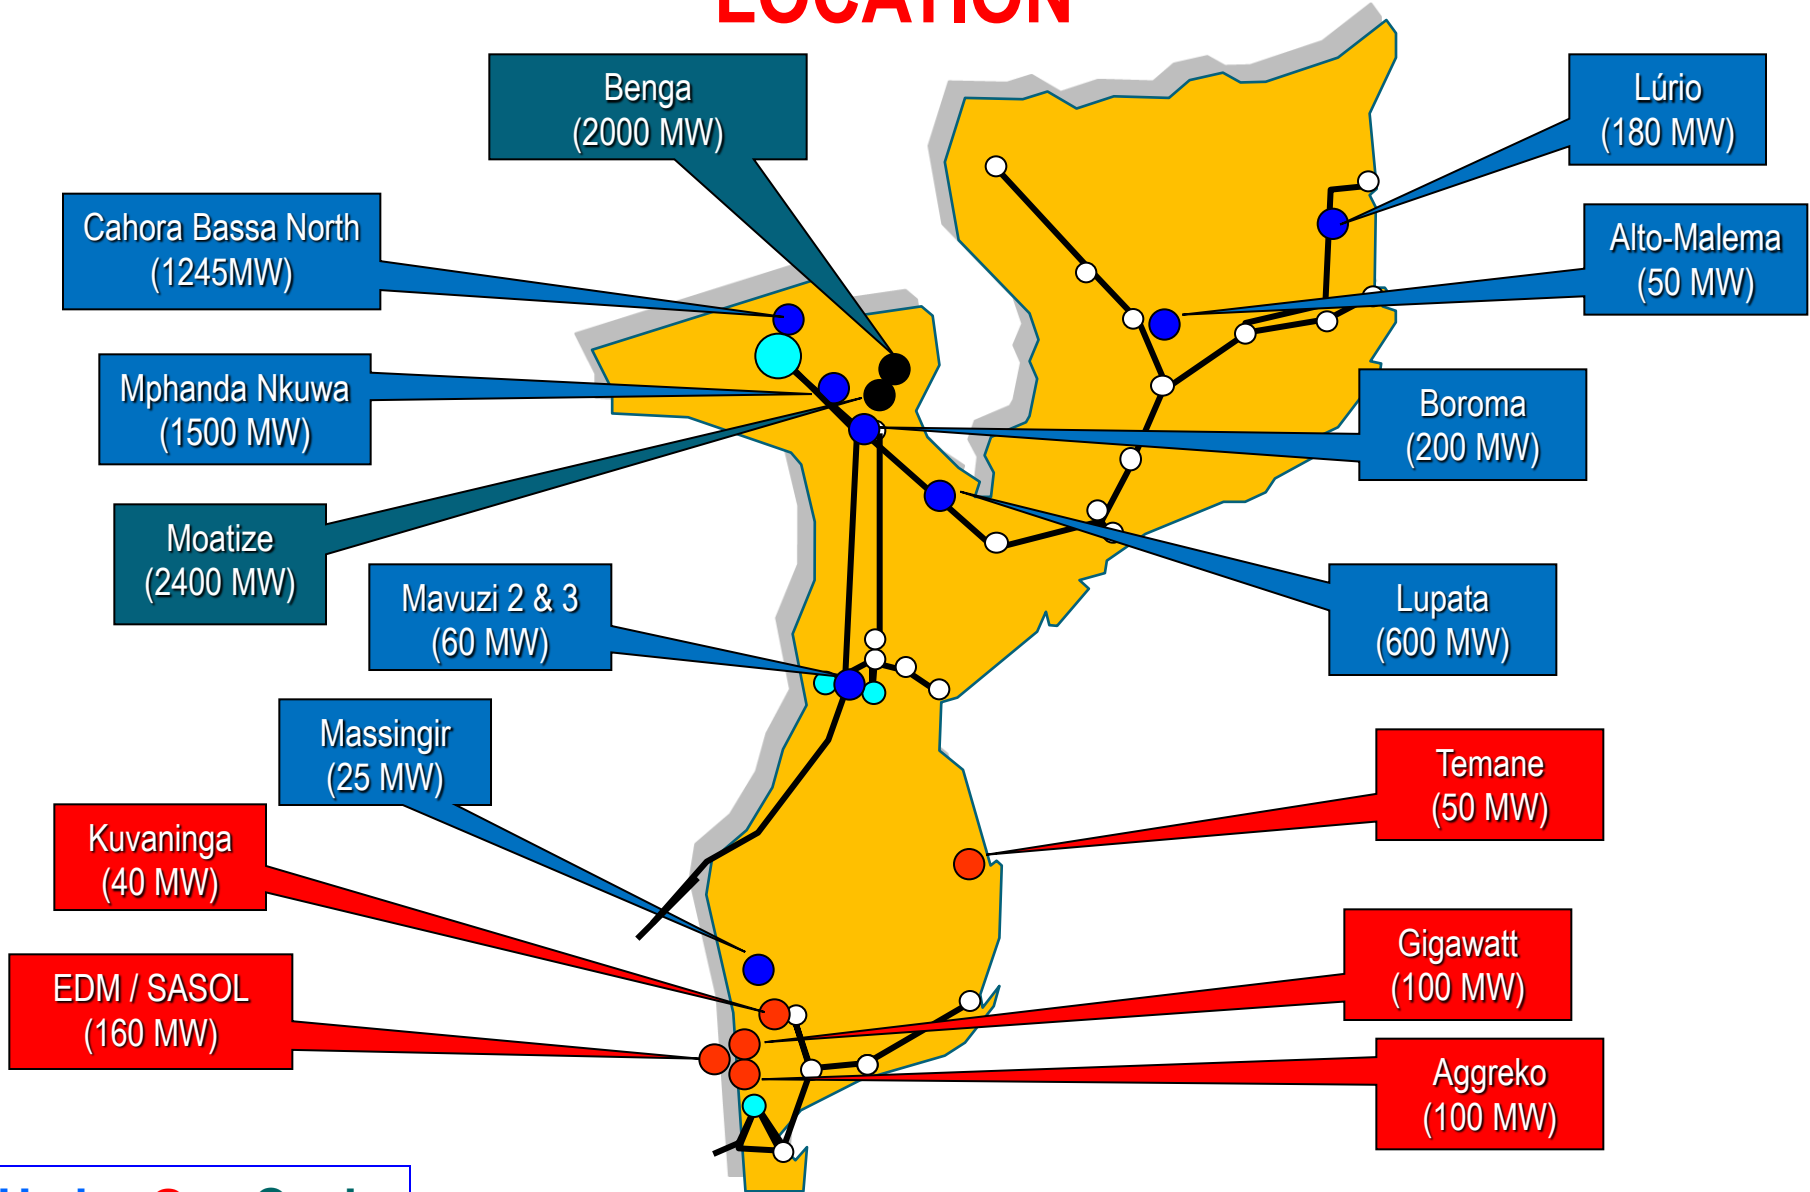 LOCATION
Benga
(2000 MW)
Lúrio
(180 MW)
Cahora Bassa North
(1245MW)
Alto-Malema
(50 MW)
Mphanda Nkuwa
(1500 MW)
Boroma
(200 MW)
Moatize
(2400 MW)
Mavuzi 2 & 3
(60 MW)
Lupata
(600 MW)
Massingir
(25 MW)
Temane
(50 MW)
Kuvaninga
(40 MW)
Gigawatt
(100 MW)
EDM / SASOL
(160 MW)
Aggreko
(100 MW)